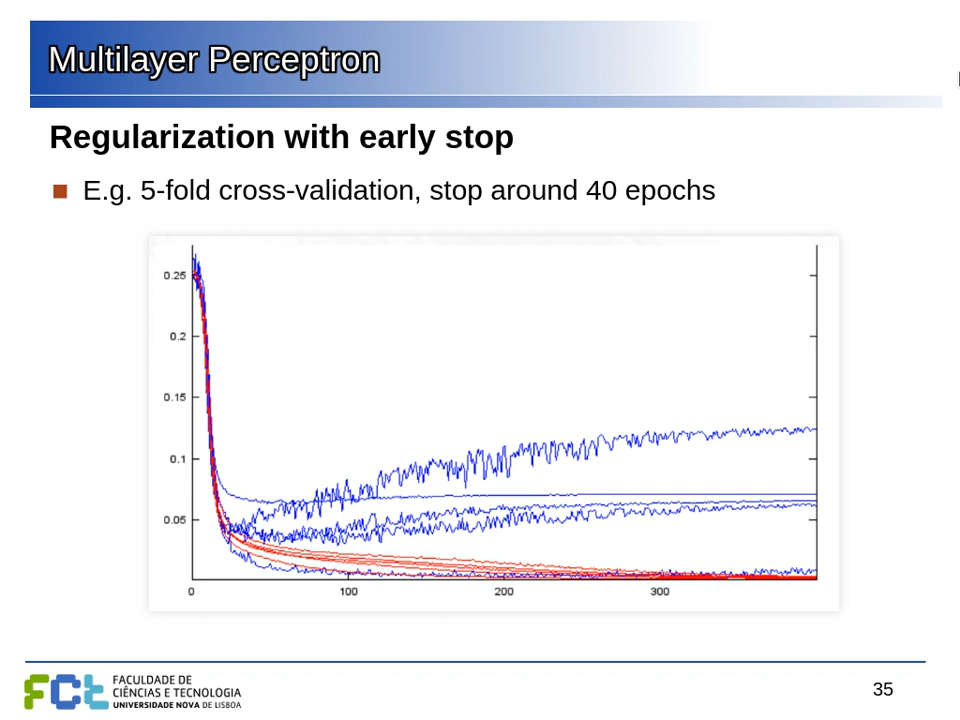 Multilayer Perceptron
Regularization with early stop
E.g. 5-fold cross-validation, stop around 40 epochs
0.25
0.2
0.15
0.1
0.05
0 100 200 300
FCt FACULDADE DE
CIÊNCIAS E TECNOLOGIA
UNIVERSIDADE NOVA DE LISBOA
35